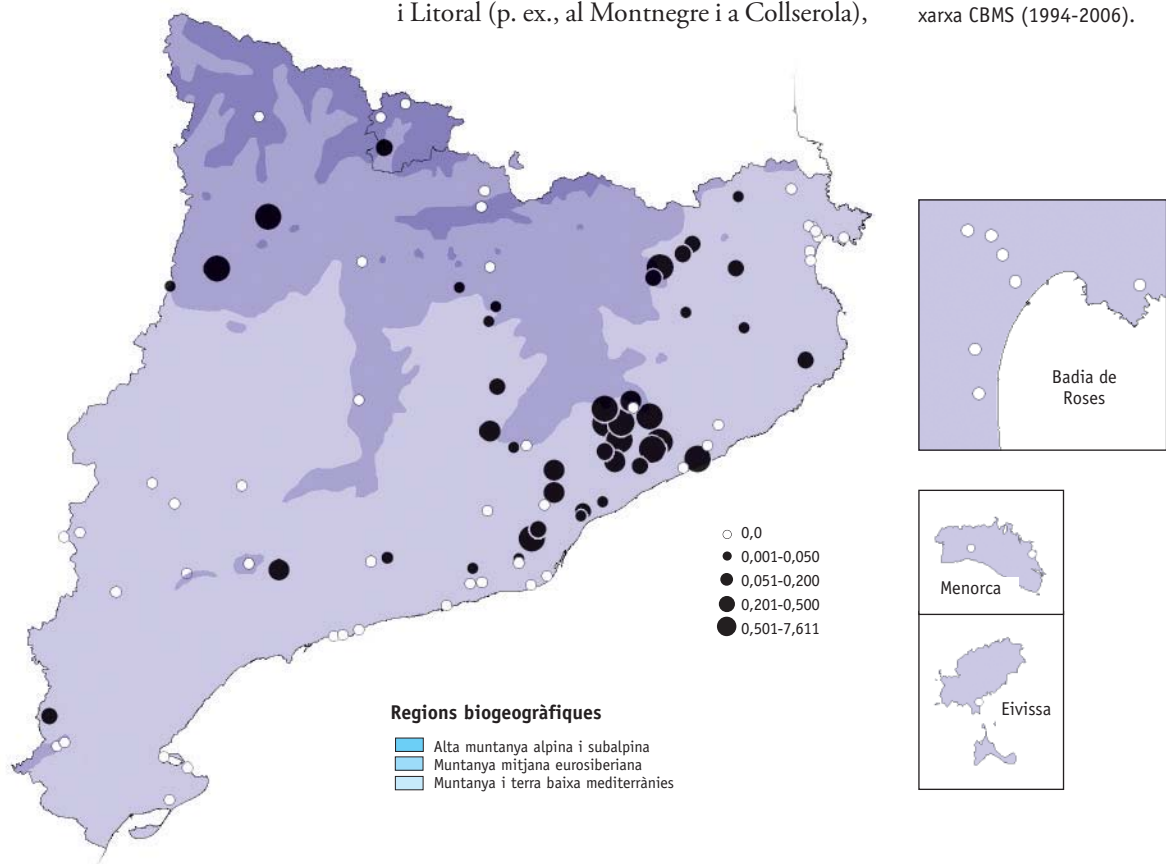 i Litoral (p. ex., al Montnegre i a Collserola),
xarxa CBMS (1994-2006).
Badia de
Roses
0,0
0,001-0,050
0,051-0,200
0,201-0,500
0,501-7,611
Menorca
Eivissa
Regions biogeogràfiques
Alta muntanya alpina i subalpina
Muntanya mitjana eurosiberiana
Muntanya i terra baixa mediterrànies